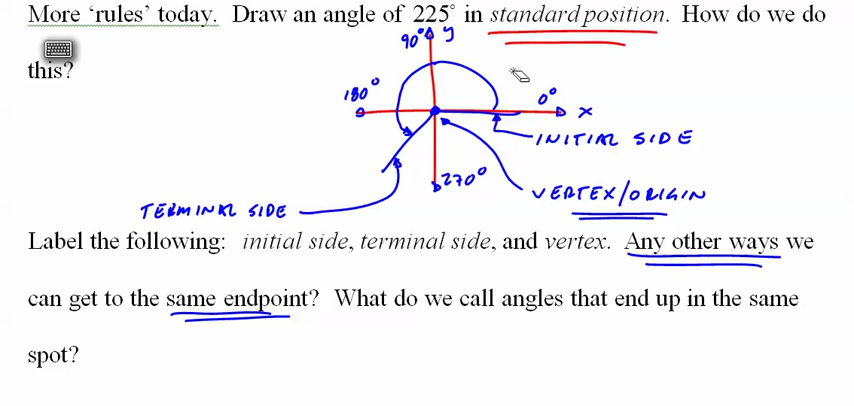 More ‘rules’ today. Draw an angle of 225° in standard position. How do we do
this?
90° y
180°
0°
x
INITIAL SIDE
270°
VERTEX/ORIGIN
TERMINAL SIDE
Label the following: initial side, terminal side, and vertex. Any other ways we
can get to the same endpoint? What do we call angles that end up in the same
spot?